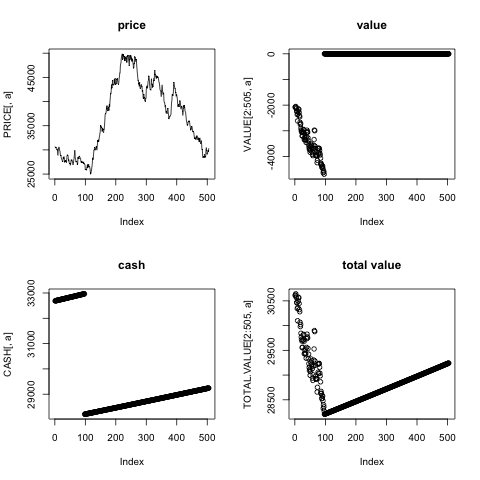 price
PRICE[, a]
25000 35000 45000
0 100 200 300 400 500
Index
value
VALUE[2:505, a]
-4000 -2000 0
0 100 200 300 400 500
Index
cash
CASH[, a]
29000 31000 33000
0 100 200 300 400 500
Index
total value
TOTAL.VALUE[2:505, a]
28500 29500 30500
0 100 200 300 400 500
Index